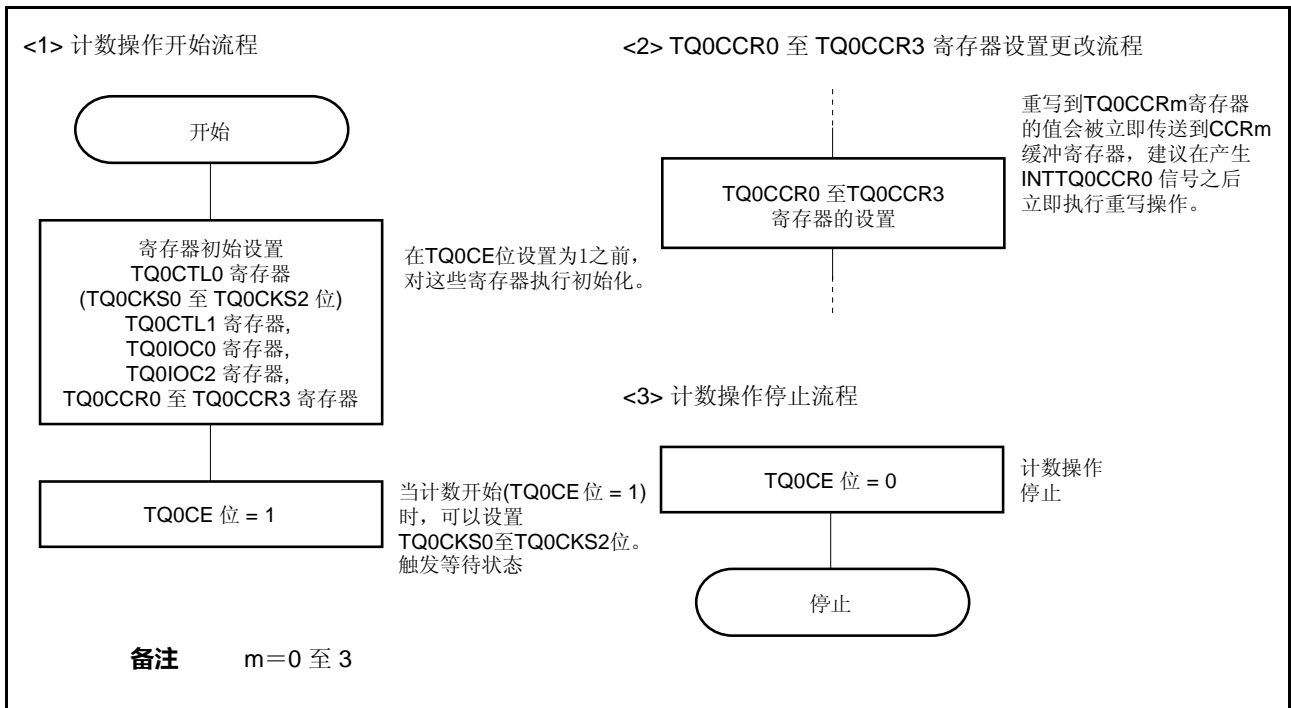 <1> 计数操作开始流程
开始
寄存器初始设置
TQ0CTL0 寄存器
(TQ0CKS0 至 TQ0CKS2 位)
TQ0CTL1 寄存器,
TQ0IOC0 寄存器,
TQ0IOC2 寄存器,
TQ0CCR0 至 TQ0CCR3 寄存器
在TQ0CE位设置为1之前，
对这些寄存器执行初始化。
TQ0CE 位 = 1
当计数开始(TQ0CE 位 = 1)
时，可以设置
TQ0CKS0至TQ0CKS2位。
触发等待状态
<2> TQ0CCR0 至 TQ0CCR3 寄存器设置更改流程
TQ0CCR0 至TQ0CCR3
寄存器的设置
重写到TQ0CCRm寄存器
的值会被立即传送到CCRm
缓冲寄存器，建议在产生
INTTQ0CCR0 信号之后
立即执行重写操作。
<3> 计数操作停止流程
TQ0CE 位 = 0
计数操作
停止
停止
备注 m＝0 至 3